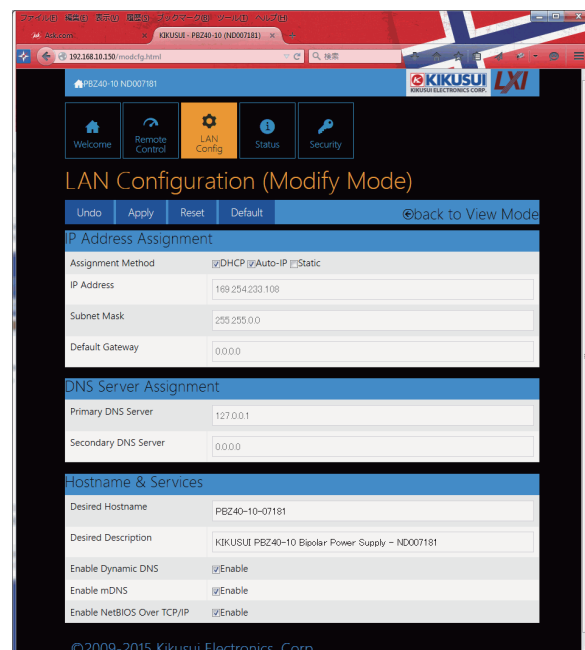 ファイル(F) 編集(E) 表示(V) 履歴(S) ブックマーク(B) ツール(T) ヘルプ(H)
Ask.com
KIKUSUI - PBZ40-10 (ND007181)
192.168.10.150/modcfg.html
検索
PBZ40-10 ND007181
KIKUSUI
KIKUSUI ELECTRONICS CORP.
LXI
Welcome
Remote
Control
LAN
Config
Status
Security
LAN Configuration (Modify Mode)
Undo Apply Reset Default back to View Mode
IP Address Assignment
Assignment Method DHCP Auto-IP Static
IP Address 169.254.233.108
Subnet Mask 255.255.0.0
Default Gateway 0.0.0.0
DNS Server Assignment
Primary DNS Server 127.0.0.1
Secondary DNS Server 0.0.0.0
Hostname & Services
Desired Hostname PBZ40-10-07181
Desired Description KIKUSUI PBZ40-10 Bipolar Power Supply - ND007181
Enable Dynamic DNS Enable
Enable mDNS Enable
Enable NetBIOS Over TCP/IP Enable
©2009-2015 Kikusui Electronics Corp.